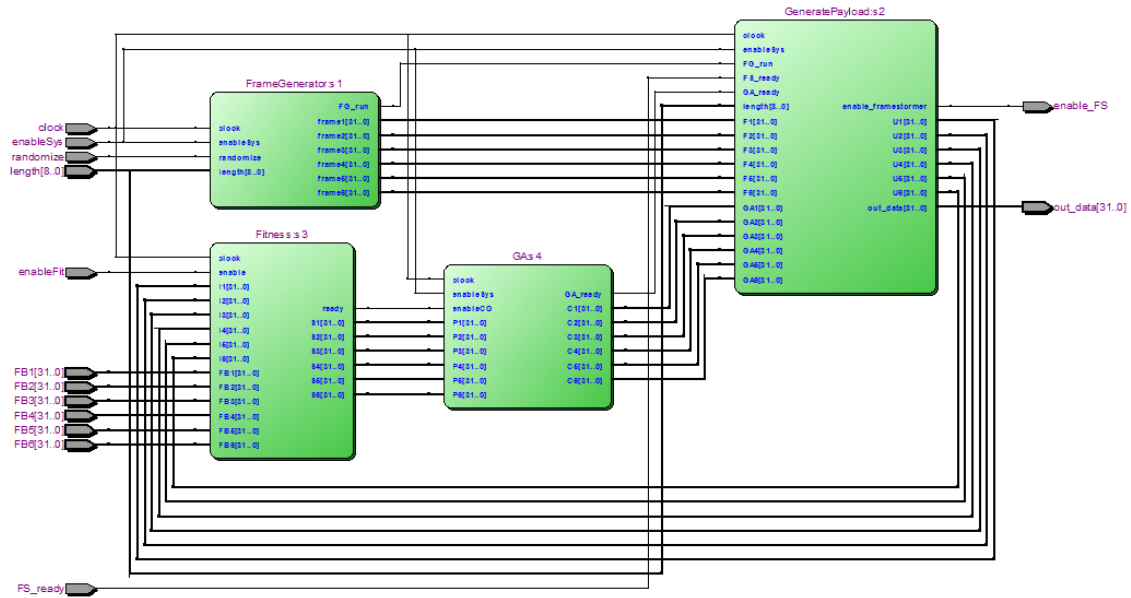 GeneratePayload:s2
clock
enableSys
FG_run
FS_ready
GA_ready
length[8..0]
F1[31..0]
F2[31..0]
F3[31..0]
F4[31..0]
F5[31..0]
F6[31..0]
GA1[31..0]
GA2[31..0]
GA3[31..0]
GA4[31..0]
GA5[31..0]
GA6[31..0]
enable_framestormer
U1[31..0]
U2[31..0]
U3[31..0]
U4[31..0]
U5[31..0]
U6[31..0]
out_data[31..0]
enable_FS
out_data[31..0]
FrameGenerator:s1
clock
enableSys
randomize
length[8..0]
FG_run
frame1[31..0]
frame2[31..0]
frame3[31..0]
frame4[31..0]
frame5[31..0]
frame6[31..0]
clock
enableSys
randomize
length[8..0]
Fitness:s3
clock
enable
I1[31..0]
I2[31..0]
I3[31..0]
I4[31..0]
I5[31..0]
I6[31..0]
FB1[31..0]
FB2[31..0]
FB3[31..0]
FB4[31..0]
FB5[31..0]
FB6[31..0]
ready
S1[31..0]
S2[31..0]
S3[31..0]
S4[31..0]
S5[31..0]
S6[31..0]
enableFit
FB1[31..0]
FB2[31..0]
FB3[31..0]
FB4[31..0]
FB5[31..0]
FB6[31..0]
GA:s4
clock
enableSys
enableCO
P1[31..0]
P2[31..0]
P3[31..0]
P4[31..0]
P5[31..0]
P6[31..0]
GA_ready
C1[31..0]
C2[31..0]
C3[31..0]
C4[31..0]
C5[31..0]
C6[31..0]
FS_ready